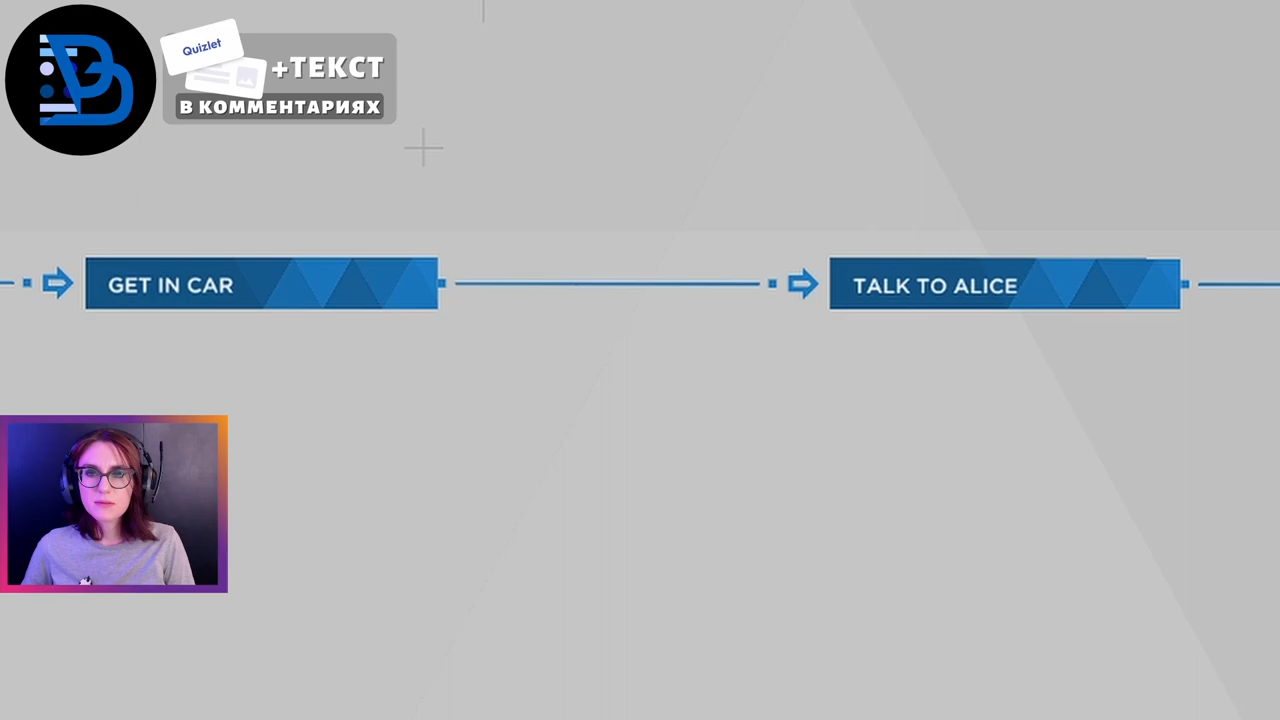 Quizlet
+ТЕКСТ
В КОММЕНТАРИЯХ
GET IN CAR
TALK TO ALICE